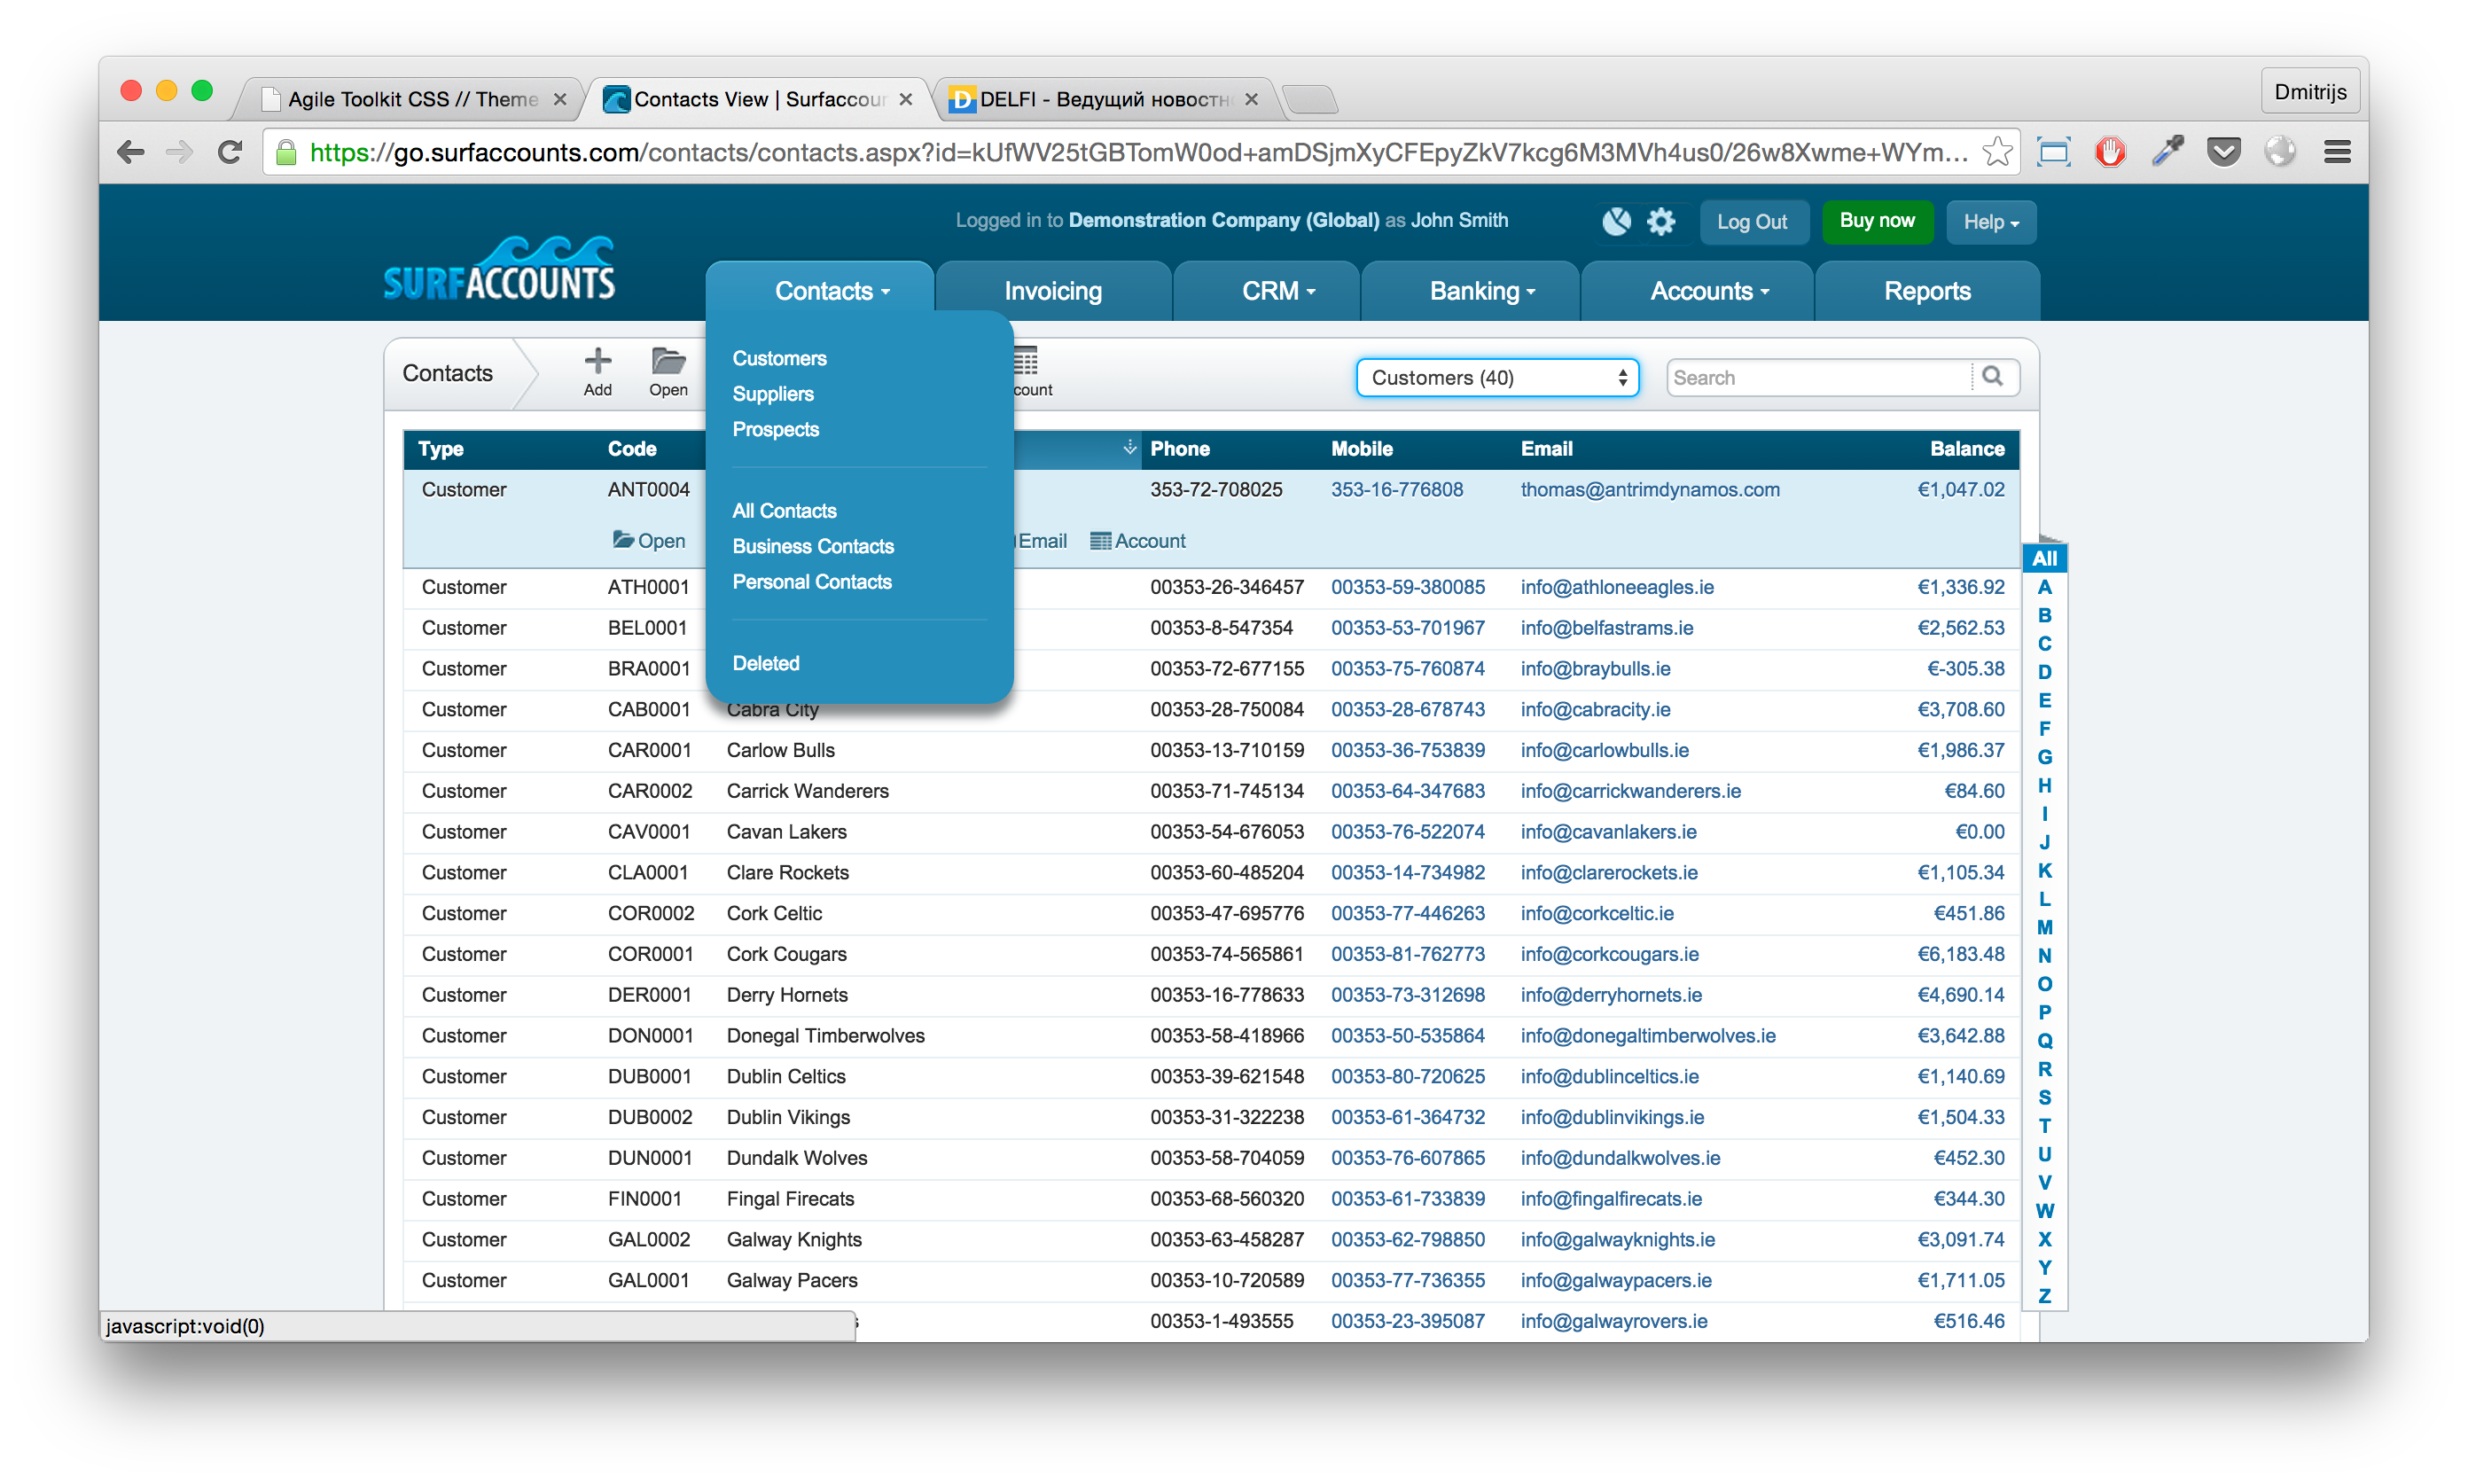 Agile Toolkit CSS // Theme
Contacts View | Surfaccour
DELFI - Ведущий новостн
Dmitrijs
https://go.surfaccounts.com/contacts/contacts.aspx?id=kUfWV25tGBTomW0od+amDSjmXyCFEpyZkV7kcg6M3MVh4us0/26w8Xwme+WYm...
Logged in to Demonstration Company (Global) as John Smith
Log Out
Buy now
Help
SURFACCOUNTS
Contacts
Invoicing
CRM
Banking
Accounts
Reports
Contacts
Add
Open
count
Customers (40)
Search
Customers
Suppliers
Prospects
All Contacts
Business Contacts
Personal Contacts
Deleted
Type Code Phone Mobile Email Balance
Customer ANT0004 353-72-708025 353-16-776808 thomas@antrimdynamos.com €1,047.02
Open Email Account
Customer ATH0001 00353-26-346457 00353-59-380085 info@athloneeagles.ie €1,336.92
Customer BEL0001 00353-8-547354 00353-53-701967 info@belfastrams.ie €2,562.53
Customer BRA0001 00353-72-677155 00353-75-760874 info@braybulls.ie €-305.38
Customer CAB0001 Cabra City 00353-28-750084 00353-28-678743 info@cabracity.ie €3,708.60
Customer CAR0001 Carlow Bulls 00353-13-710159 00353-36-753839 info@carlowbulls.ie €1,986.37
Customer CAR0002 Carrick Wanderers 00353-71-745134 00353-64-347683 info@carrickwanderers.ie €84.60
Customer CAV0001 Cavan Lakers 00353-54-676053 00353-76-522074 info@cavanlakers.ie €0.00
Customer CLA0001 Clare Rockets 00353-60-485204 00353-14-734982 info@clarerockets.ie €1,105.34
Customer COR0002 Cork Celtic 00353-47-695776 00353-77-446263 info@corkceltic.ie €451.86
Customer COR0001 Cork Cougars 00353-74-565861 00353-81-762773 info@corkcougars.ie €6,183.48
Customer DER0001 Derry Hornets 00353-16-778633 00353-73-312698 info@derryhornets.ie €4,690.14
Customer DON0001 Donegal Timberwolves 00353-58-418966 00353-50-535864 info@donegaltimberwolves.ie €3,642.88
Customer DUB0001 Dublin Celtics 00353-39-621548 00353-80-720625 info@dublinceltics.ie €1,140.69
Customer DUB0002 Dublin Vikings 00353-31-322238 00353-61-364732 info@dublinvikings.ie €1,504.33
Customer DUN0001 Dundalk Wolves 00353-58-704059 00353-76-607865 info@dundalkwolves.ie €452.30
Customer FIN0001 Fingal Firecats 00353-68-560320 00353-61-733839 info@fingalfirecats.ie €344.30
Customer GAL0002 Galway Knights 00353-63-458287 00353-62-798850 info@galwayknights.ie €3,091.74
Customer GAL0001 Galway Pacers 00353-10-720589 00353-77-736355 info@galwaypacers.ie €1,711.05
00353-1-493555 00353-23-395087 info@galwayrovers.ie €516.46
All
A
B
C
D
E
F
G
H
I
J
K
L
M
N
O
P
Q
R
S
T
U
V
W
X
Y
Z
javascript:void(0)